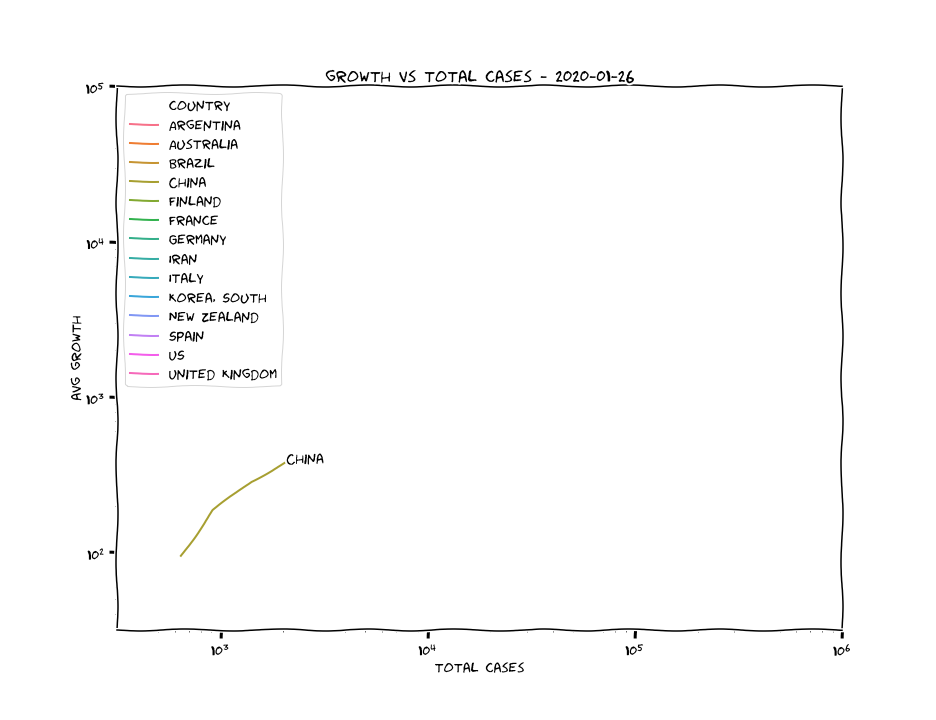 GROWTH VS TOTAL CASES - 2020-01-26
10⁵
10⁴
10³
10²
AVG GROWTH
COUNTRY
ARGENTINA
AUSTRALIA
BRAZIL
CHINA
FINLAND
FRANCE
GERMANY
IRAN
ITALY
KOREA, SOUTH
NEW ZEALAND
SPAIN
US
UNITED KINGDOM
CHINA
10³ 10⁴ 10⁵ 10⁶
TOTAL CASES